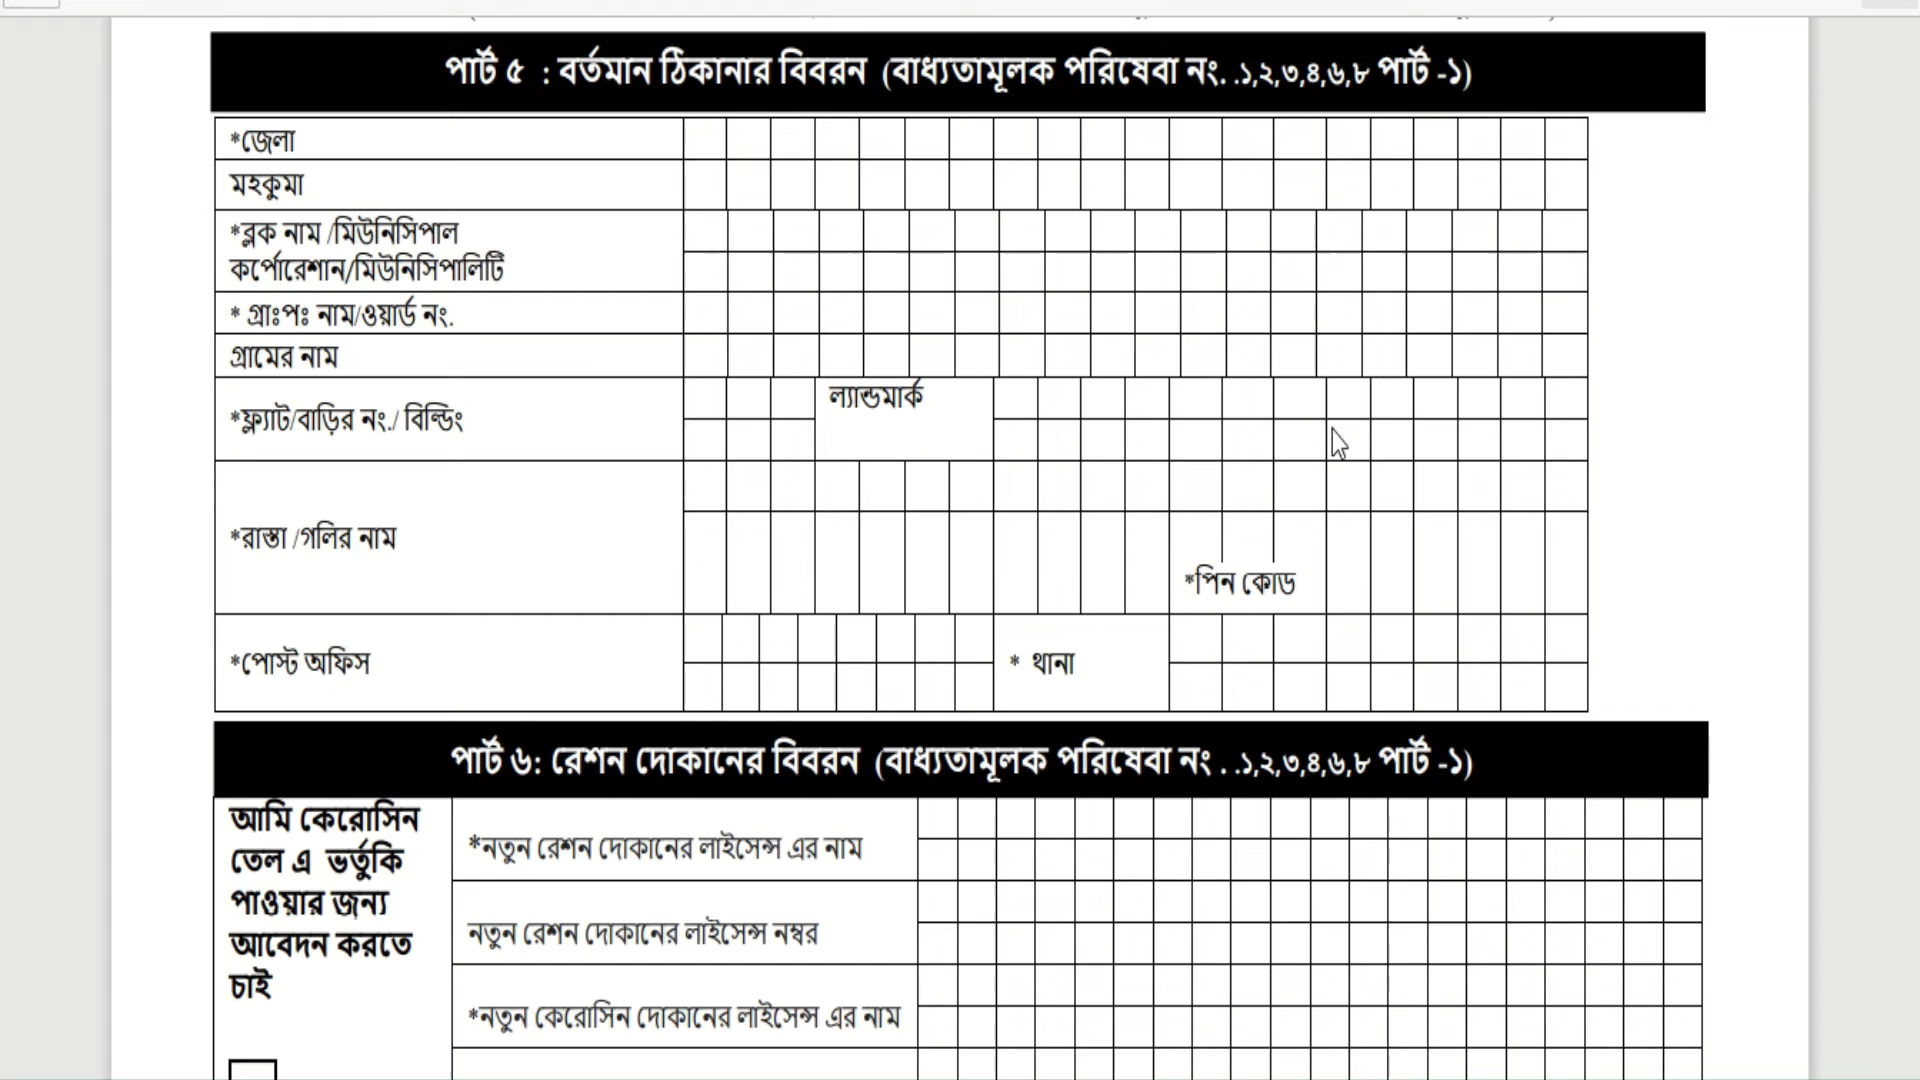 পার্ট ৫ : বর্তমান ঠিকানার বিবরন (বাধ্যতামূলক পরিষেবা নং. .১,২,৩,৪,৬,৮ পার্ট -১)
*জেলা
মহকুমা
*ব্লক নাম /মিউনিসিপাল
কর্পোরেশান/মিউনিসিপালিটি
* গ্রাঃপঃ নাম/ওয়ার্ড নং.
গ্রামের নাম
ল্যান্ডমার্ক
*ফ্ল্যাট/বাড়ির নং./ বিল্ডিং
*রাস্তা /গলির নাম
*পিন কোড
*পোস্ট অফিস * থানা
পার্ট ৬: রেশন দোকানের বিবরন (বাধ্যতামূলক পরিষেবা নং . .১,২,৩,৪,৬,৮ পার্ট -১)
আমি কেরোসিন
তেল এ ভর্তুকি
পাওয়ার জন্য
আবেদন করতে
চাই
*নতুন রেশন দোকানের লাইসেন্স এর নাম
নতুন রেশন দোকানের লাইসেন্স নম্বর
*নতুন কেরোসিন দোকানের লাইসেন্স এর নাম